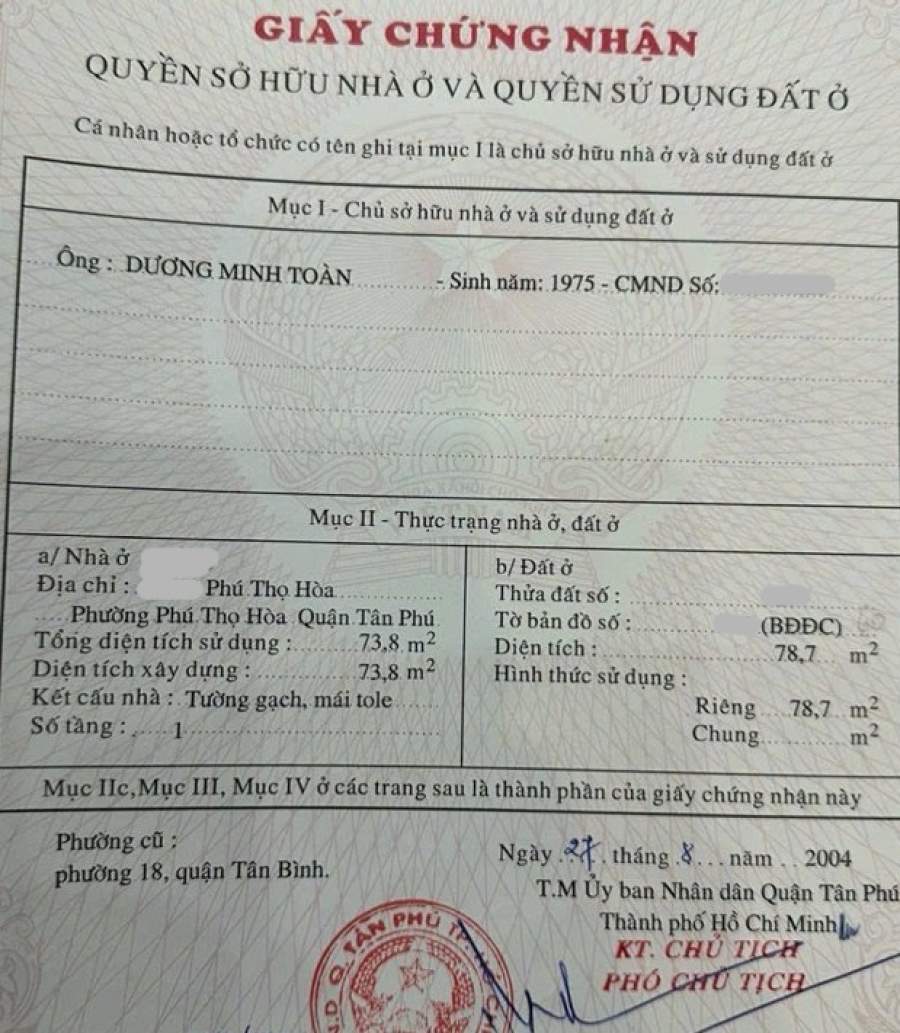 GIẤY CHỨNG NHẬN
QUYỀN SỞ HỮU NHÀ Ở VÀ QUYỀN SỬ DỤNG ĐẤT Ở
Cá nhân hoặc tổ chức có tên ghi tại mục I là chủ sở hữu nhà ở và sử dụng đất ở
Mục I - Chủ sở hữu nhà ở và sử dụng đất ở
Ông : DƯƠNG MINH TOÀN - Sinh năm: 1975 - CMND Số:
Mục II - Thực trạng nhà ở, đất ở
a/ Nhà ở
Địa chỉ : Phú Thọ Hòa
Phường Phú Thọ Hòa Quận Tân Phú
Tổng diện tích sử dụng : 73,8 m²
Diện tích xây dựng : 73,8 m²
Kết cấu nhà : Tường gạch, mái tole
Số tầng : 1
b/ Đất ở
Thửa đất số :
Tờ bản đồ số : (BĐĐC)
Diện tích : 78,7 m²
Hình thức sử dụng :
Riêng 78,7 m²
Chung m²
Mục IIc,Mục III, Mục IV ở các trang sau là thành phần của giấy chứng nhận này
Phường cũ :
phường 18, quận Tân Bình.
Ngày 27 tháng 8 năm 2004
T.M Ủy ban Nhân dân Quận Tân Phú
Thành phố Hồ Chí Minh
KT. CHỦ TỊCH
PHÓ CHỦ TỊCH
N.D Q. TÂN PHÚ TP